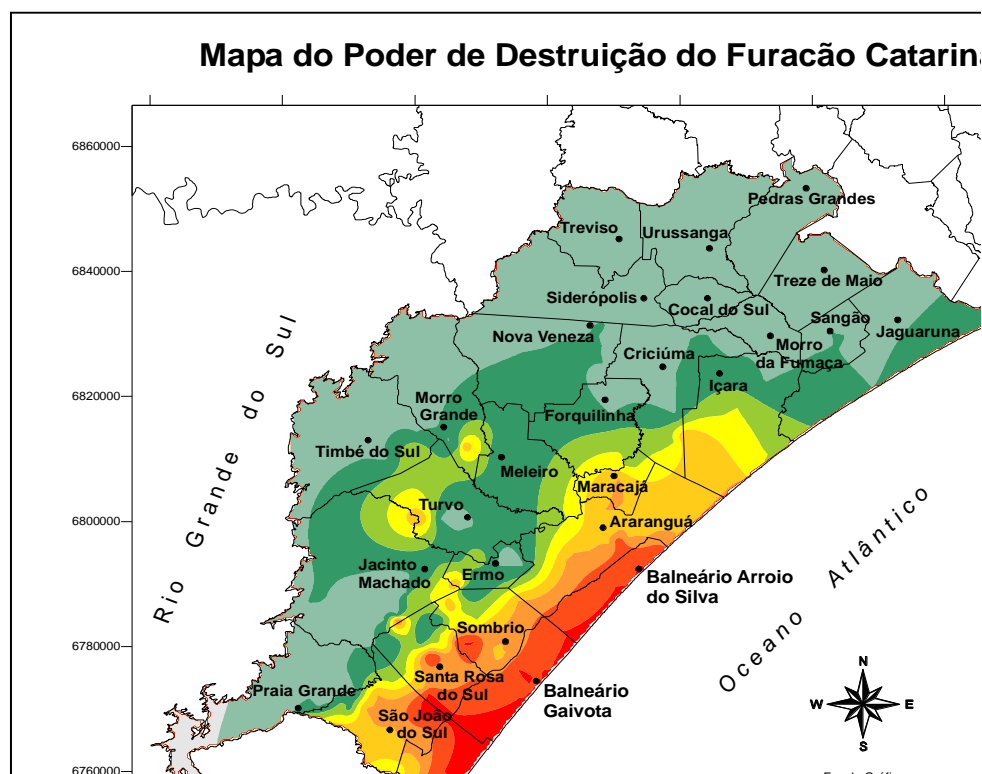 Mapa do Poder de Destruição do Furacão Catarina
6860000
Pedras Grandes
Treviso
Urussanga
6840000
Treze de Maio
Siderópolis
Cocal do Sul
Sangão
Nova Veneza
Jaguaruna
Criciúma
Morro
da Fumaça
Rio Grande do Sul
6820000
Morro
Grande
Içara
Forquilinha
Timbé do Sul
Meleiro
Maracajá
Turvo
6800000
Araranguá
Oceano Atlântico
Jacinto
Machado
Ermo
Balneário Arroio
do Silva
6780000
Sombrio
Santa Rosa
do Sul
Praia Grande
Balneário
Gaivota
São João
do Sul
N
W
E
S
6760000